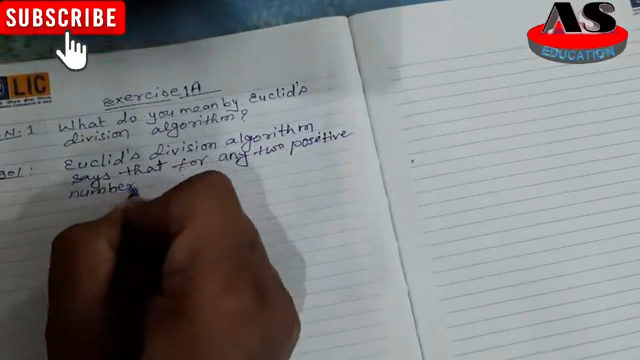 SUBSCRIBE
AS
EDUCATION
LIC
Exercise 1A
Q.N. 1 What do you mean by Euclid's
division algorithm?
Sol: Euclid's division algorithm
says that for any two positive
number